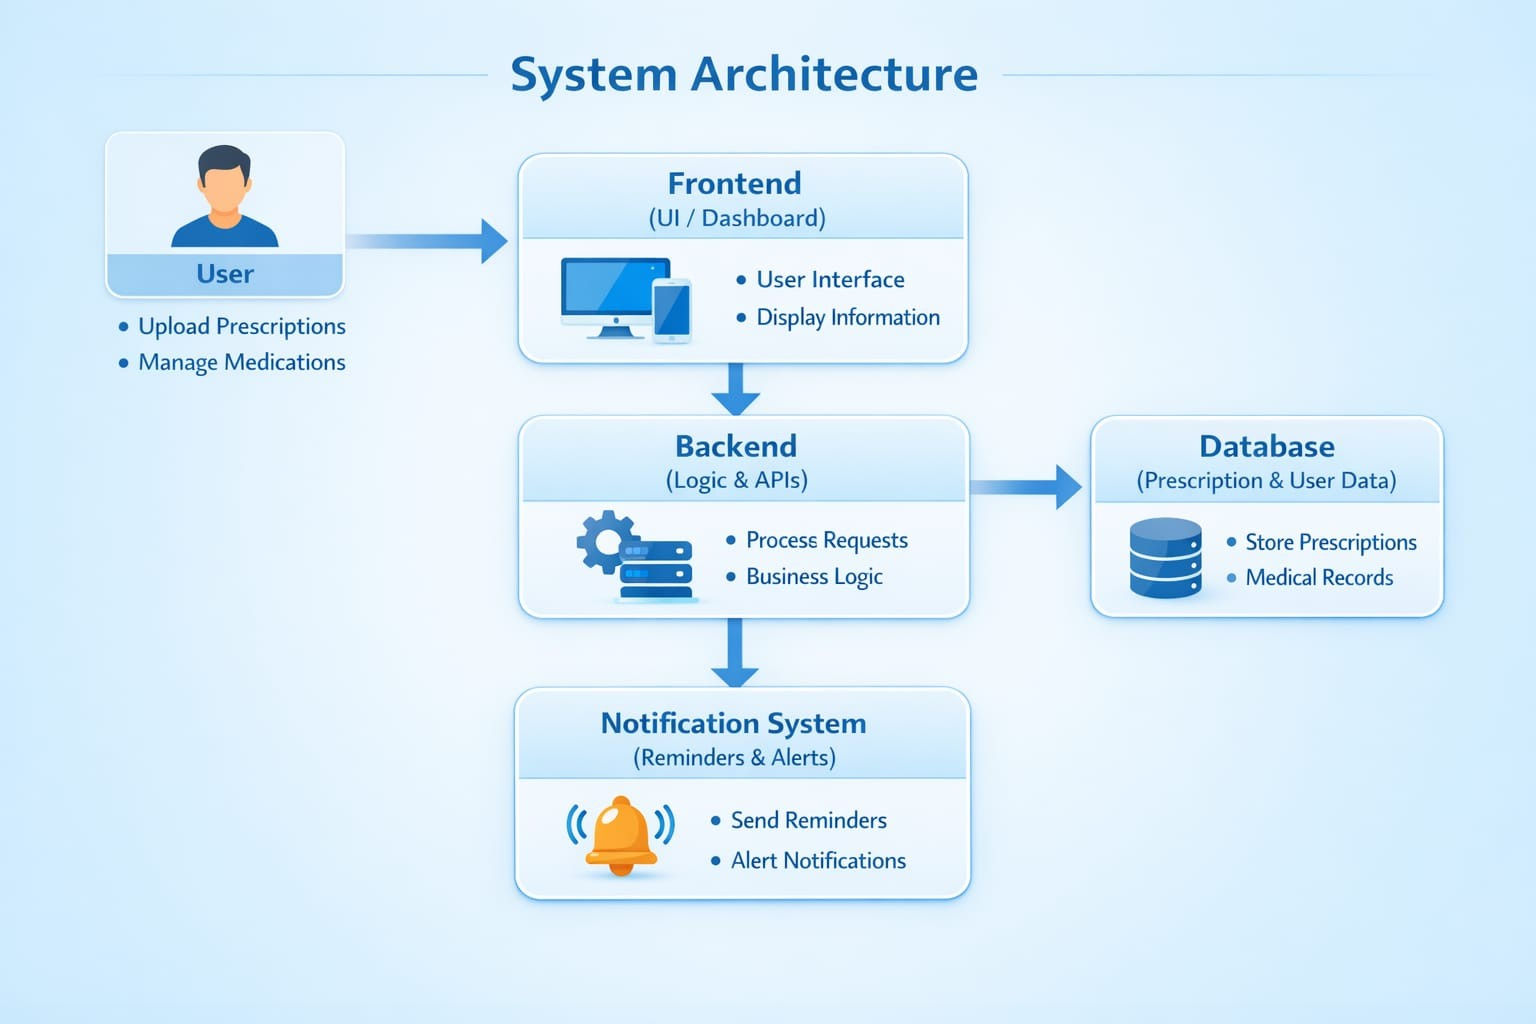 System Architecture
User
• Upload Prescriptions
• Manage Medications
Frontend
(UI / Dashboard)
• User Interface
• Display Information
Backend
(Logic & APIs)
• Process Requests
• Business Logic
Database
(Prescription & User Data)
• Store Prescriptions
• Medical Records
Notification System
(Reminders & Alerts)
• Send Reminders
• Alert Notifications